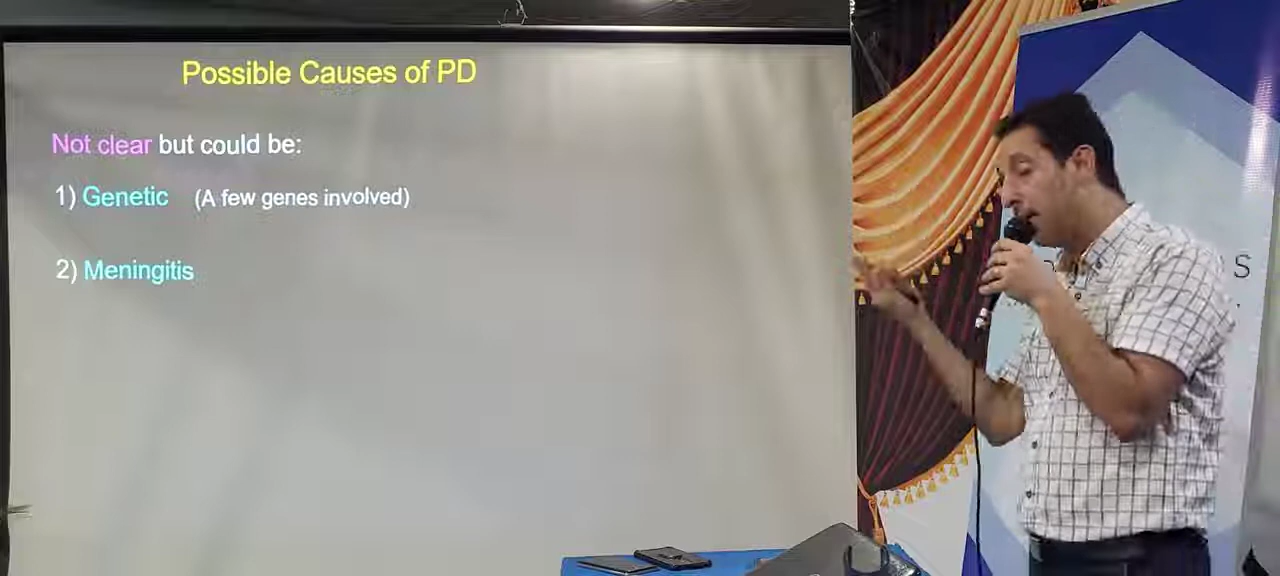 Possible Causes of PD
Not clear but could be:
1) Genetic (A few genes involved)
2) Meningitis
S